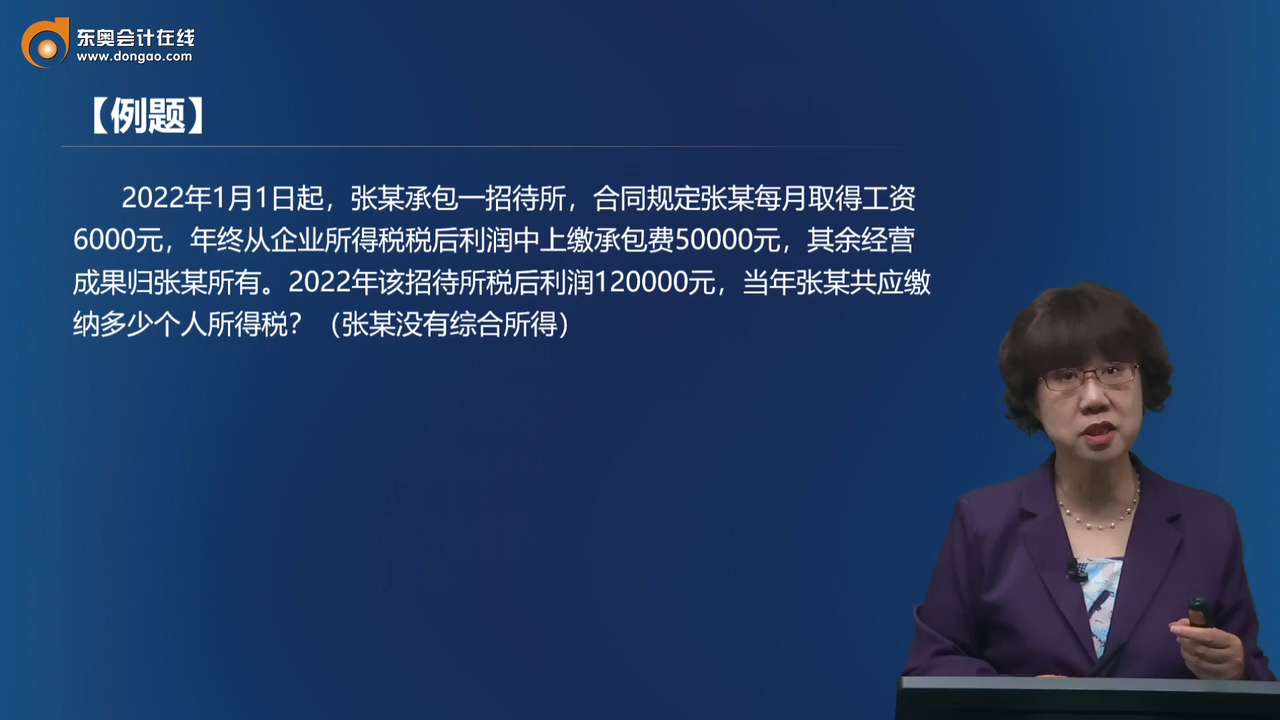 东奥会计在线
www.dongao.com
【例题】
2022年1月1日起，张某承包一招待所，合同规定张某每月取得工资
6000元，年终从企业所得税税后利润中上缴承包费50000元，其余经营
成果归张某所有。2022年该招待所税后利润120000元，当年张某共应缴
纳多少个人所得税？（张某没有综合所得）